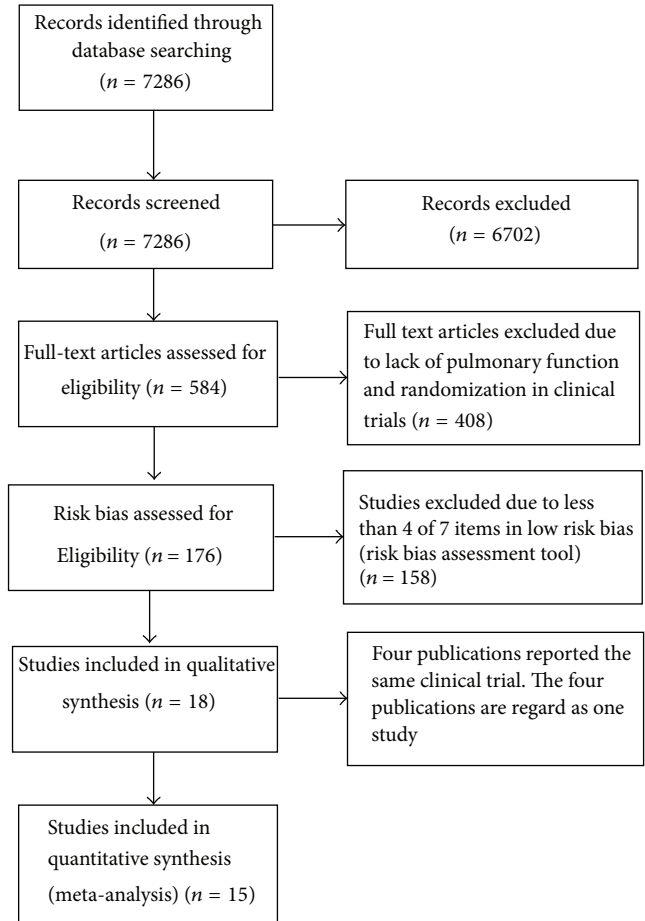 Records identified through
database searching
(n = 7286)
Records screened
(n = 7286)
Records excluded
(n = 6702)
Full-text articles assessed for
eligibility (n = 584)
Full text articles excluded due
to lack of pulmonary function
and randomization in clinical
trials (n = 408)
Risk bias assessed for
Eligibility (n = 176)
Studies excluded due to less
than 4 of 7 items in low risk bias
(risk bias assessment tool)
(n = 158)
Studies included in qualitative
synthesis (n = 18)
Four publications reported the
same clinical trial. The four
publications are regard as one
study
Studies included in
quantitative synthesis
(meta-analysis) (n = 15)